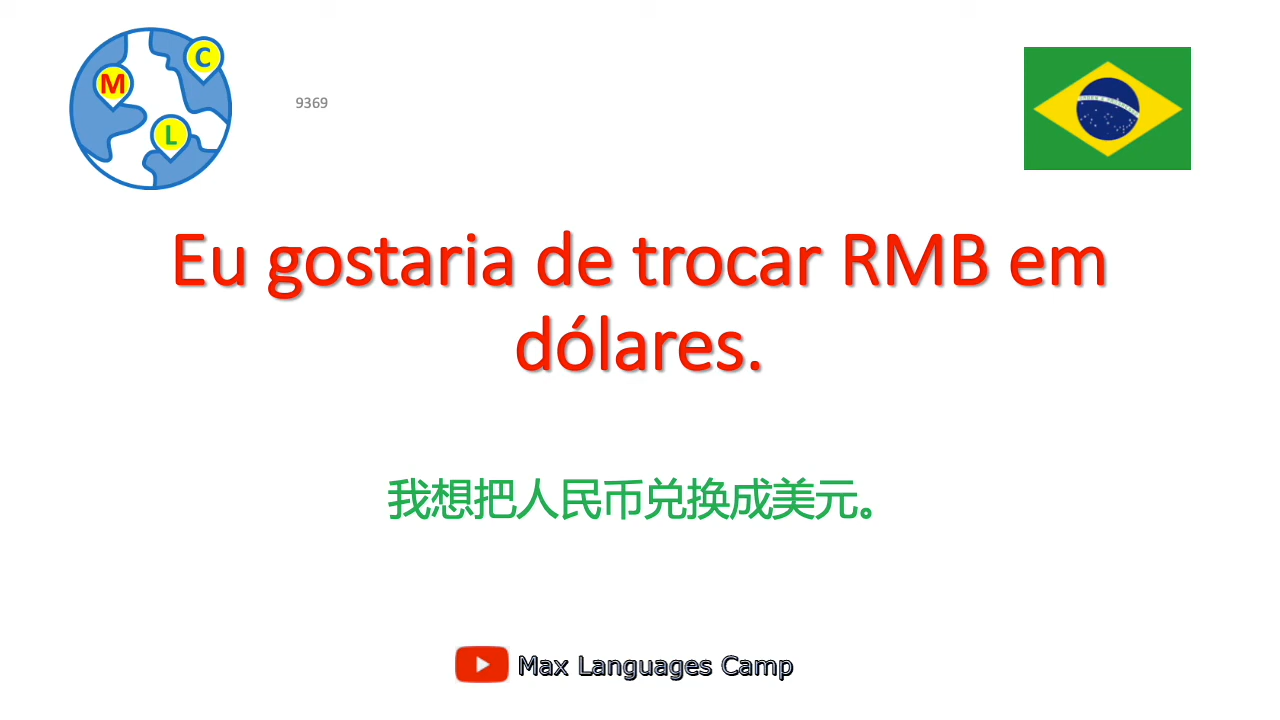 C
M
L
9369
Eu gostaria de trocar RMB em
dólares.
我想把人民币兑换成美元。
Max Languages Camp